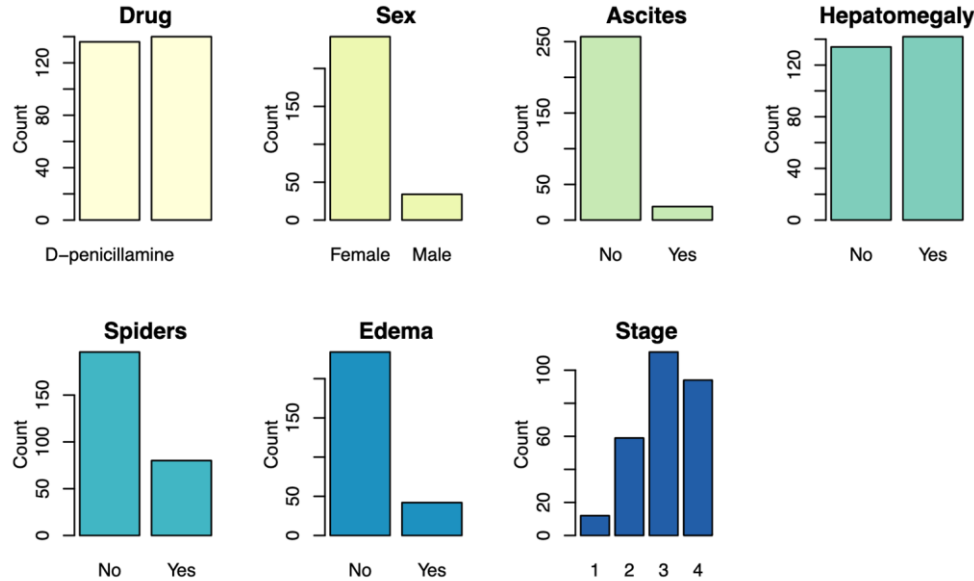 Drug
Count
0
40
80
120
D−penicillamine
Sex
Count
0
50
150
Female
Male
Ascites
Count
0
50
150
250
No
Yes
Hepatomegaly
Count
0
40
80
120
No
Yes
Spiders
Count
0
50
100
150
No
Yes
Edema
Count
0
50
150
No
Yes
Stage
Count
0
20
60
100
1
2
3
4